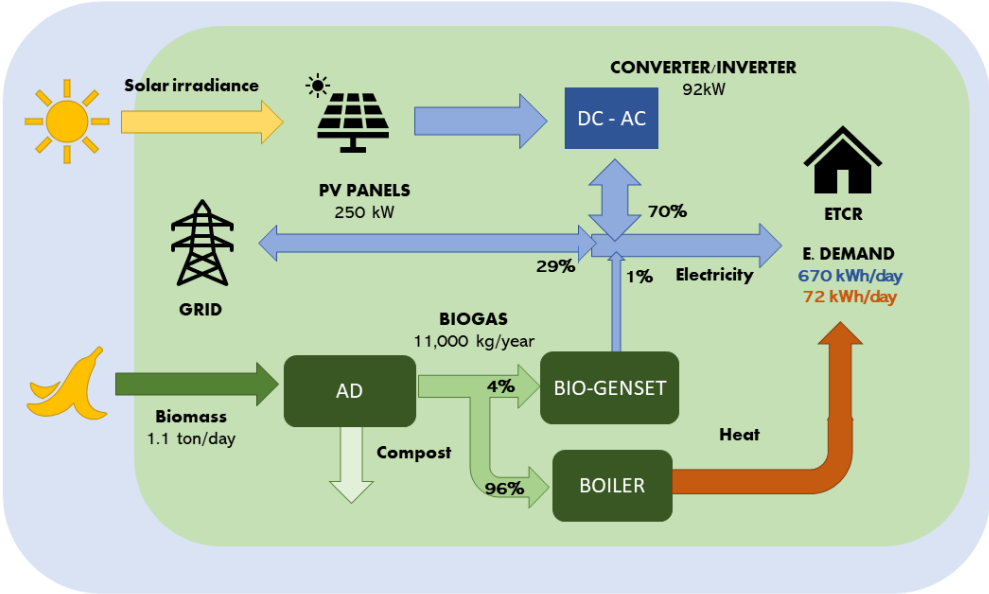 Solar irradiance
CONVERTER/INVERTER
92kW
DC - AC
PV PANELS
250 kW
70%
ETCR
GRID
29%
1%
Electricity
E. DEMAND
670 kWh/day
72 kWh/day
BIOGAS
11,000 kg/year
Biomass
1.1 ton/day
AD
4%
BIO-GENSET
Compost
96%
BOILER
Heat